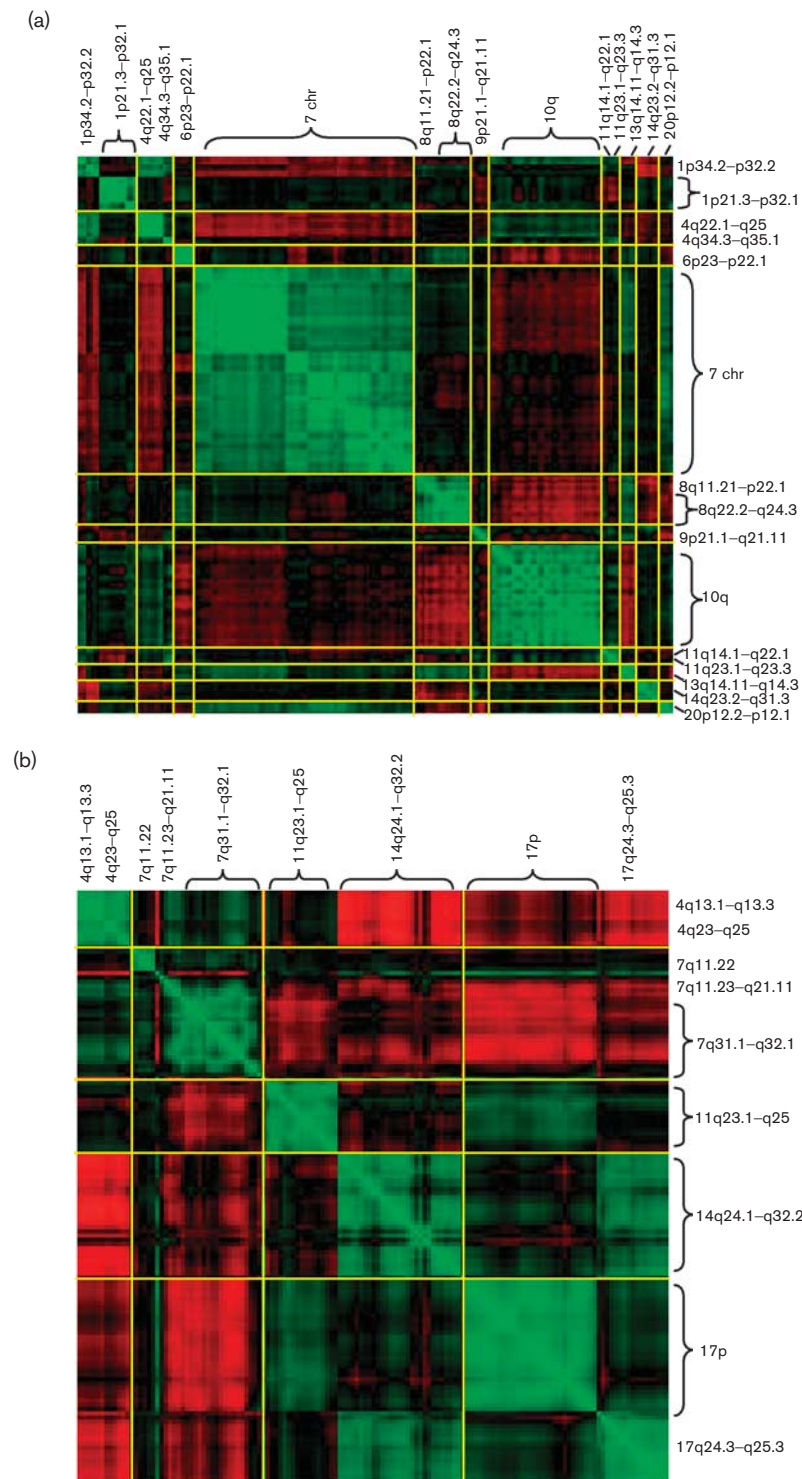 (a)
1p34.2–p32.2
1p21.3–p32.1
4q22.1–q25
4q34.3–q35.1
6p23–p22.1
7 chr
8q11.21–p22.1
8q22.2–q24.3
9p21.1–q21.11
10q
11q14.1–q22.1
11q23.1–q23.3
13q14.11–q14.3
14q23.2–q31.3
20p12.2–p12.1
1p34.2–p32.2
1p21.3–p32.1
4q22.1–q25
4q34.3–q35.1
6p23–p22.1
7 chr
8q11.21–p22.1
8q22.2–q24.3
9p21.1–q21.11
10q
11q14.1–q22.1
11q23.1–q23.3
13q14.11–q14.3
14q23.2–q31.3
20p12.2–p12.1
(b)
4q13.1–q13.3
4q23–q25
7q11.22
7q11.23–q21.11
7q31.1–q32.1
11q23.1–q25
14q24.1–q32.2
17p
17q24.3–q25.3
4q13.1–q13.3
4q23–q25
7q11.22
7q11.23–q21.11
7q31.1–q32.1
11q23.1–q25
14q24.1–q32.2
17p
17q24.3–q25.3